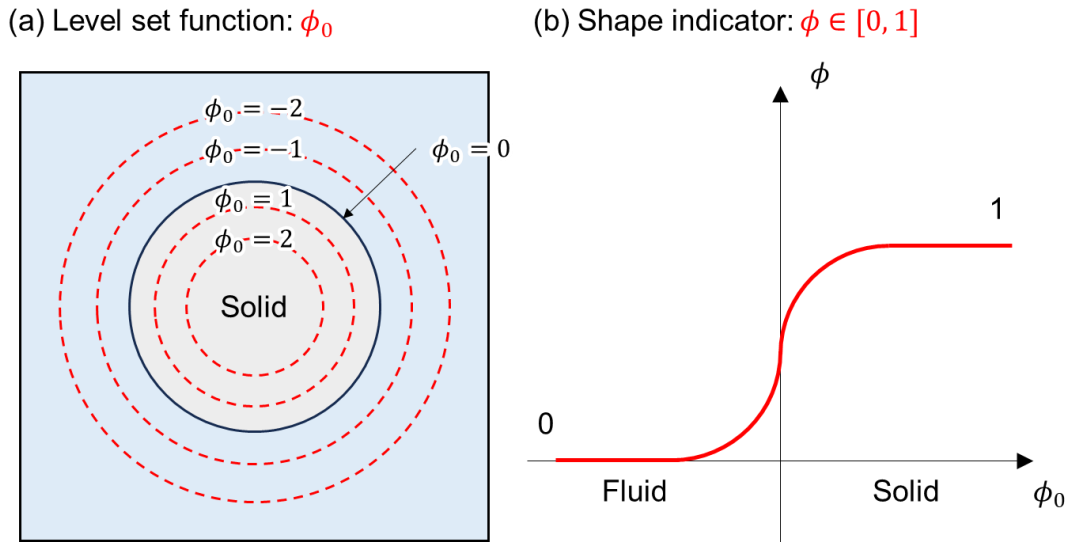 (a) Level set function: ϕ₀
ϕ₀ = −2
ϕ₀ = −1
ϕ₀ = 0
ϕ₀ = 1
ϕ₀ = 2
Solid
(b) Shape indicator: ϕ ∈ [0, 1]
ϕ
1
0
Fluid
Solid
ϕ₀